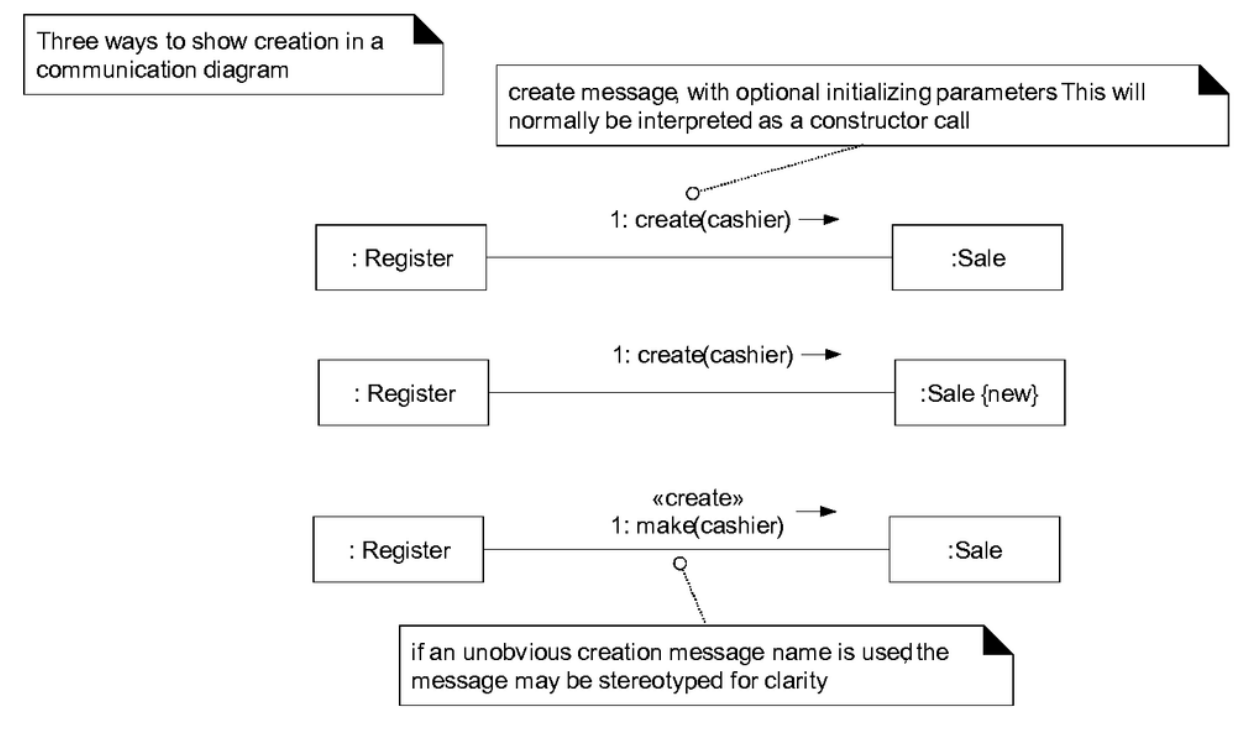 Three ways to show creation in a
communication diagram
create message, with optional initializing parameters This will
normally be interpreted as a constructor call
1: create(cashier)
: Register
:Sale
1: create(cashier)
: Register
:Sale {new}
«create»
1: make(cashier)
: Register
:Sale
if an unobvious creation message name is used, the
message may be stereotyped for clarity